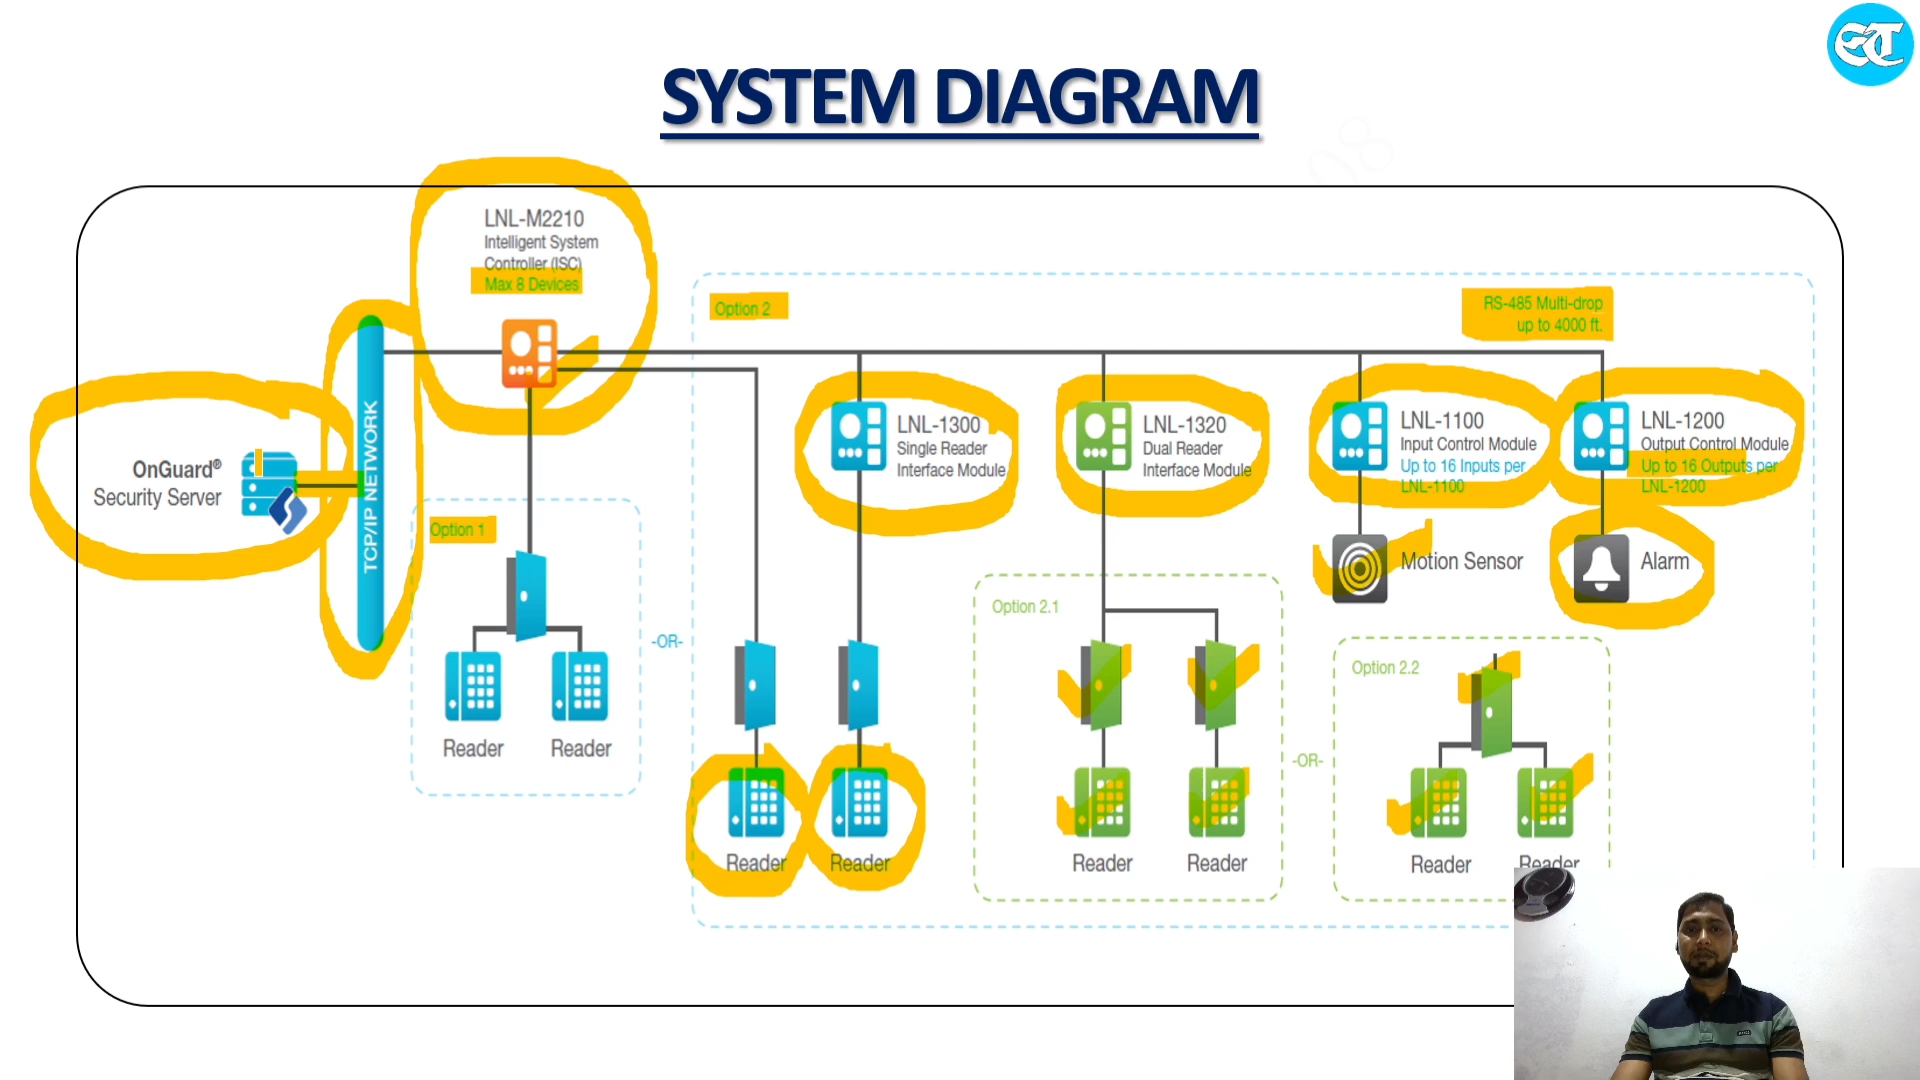 SYSTEM DIAGRAM
LNL-M2210
Intelligent System
Controller (ISC)
Max 8 Devices
Option 2
RS-485 Multi-drop
up to 4000 ft.
OnGuard®
Security Server
TCP/IP NETWORK
LNL-1300
Single Reader
Interface Module
LNL-1320
Dual Reader
Interface Module
LNL-1100
Input Control Module
Up to 16 Inputs per
LNL-1100
LNL-1200
Output Control Module
Up to 16 Outputs per
LNL-1200
Option 1
Motion Sensor
Alarm
Option 2.1
-OR-
Option 2.2
Reader
Reader
-OR-
Reader
Reader
Reader
Reader
Reader
Reader